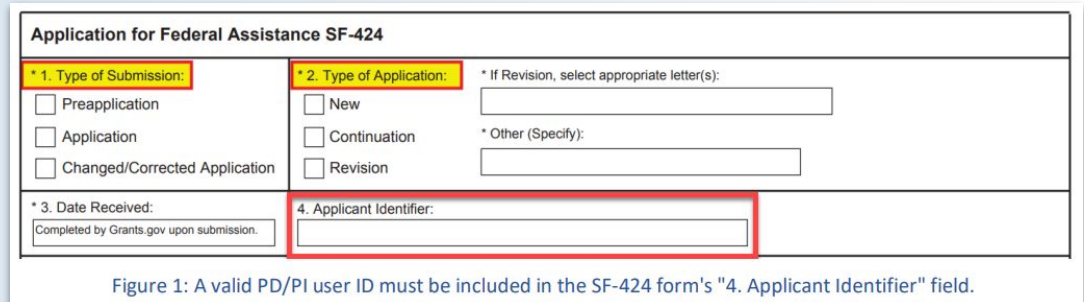 Application for Federal Assistance SF-424
* 1. Type of Submission:
Preapplication
Application
Changed/Corrected Application
* 2. Type of Application:
New
Continuation
Revision
* If Revision, select appropriate letter(s):
* Other (Specify):
* 3. Date Received:
Completed by Grants.gov upon submission.
4. Applicant Identifier:
Figure 1: A valid PD/PI user ID must be included in the SF-424 form's "4. Applicant Identifier" field.